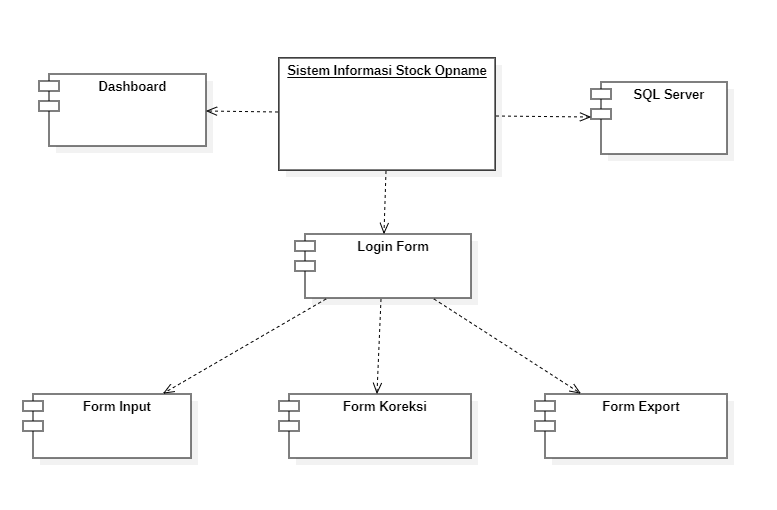 Sistem Informasi Stock Opname
Dashboard
SQL Server
Login Form
Form Input
Form Koreksi
Form Export